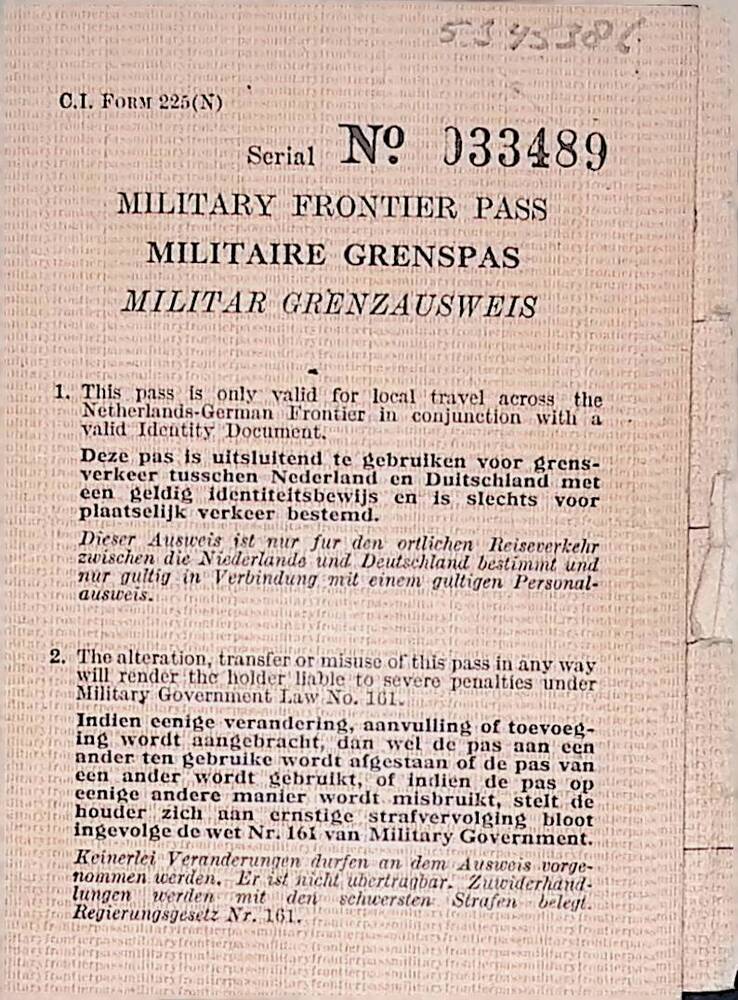 5345386
C.I. FORM 225(N)
Serial Nº 033489
MILITARY FRONTIER PASS
MILITAIRE GRENSPAS
MILITAR GRENZAUSWEIS
1. This pass is only valid for local travel across the
Netherlands-German Frontier in conjunction with a
valid Identity Document.
Deze pas is uitsluitend te gebruiken voor grens-
verkeer tusschen Nederland en Duitschland met
een geldig identiteitsbewijs en is slechts voor
plaatselijk verkeer bestemd.
Dieser Ausweis ist nur fur den ortlichen Reiseverkehr
zwischen die Niederlande und Deutschland bestimmt und
nur gultig in Verbindung mit einem gultigen Personal-
ausweis.
2. The alteration, transfer or misuse of this pass in any way
will render the holder liable to severe penalties under
Military Government Law No. 161.
Indien eenige verandering, aanvulling of toevoeg-
ing wordt aangebracht, dan wel de pas aan een
ander ten gebruike wordt afgestaan of de pas van
een ander wordt gebruikt, of indien de pas op
eenige andere manier wordt misbruikt, stelt de
houder zich aan ernstige strafvervolging bloot
ingevolge de wet Nr. 161 van Military Government.
Keinerlei Veranderungen durfen an dem Ausweis vorge-
nommen werden. Er ist nicht ubertragbar. Zuwiderhand-
lungen werden mit den schwersten Strafen belegt.
Regierungsgesetz Nr. 161.